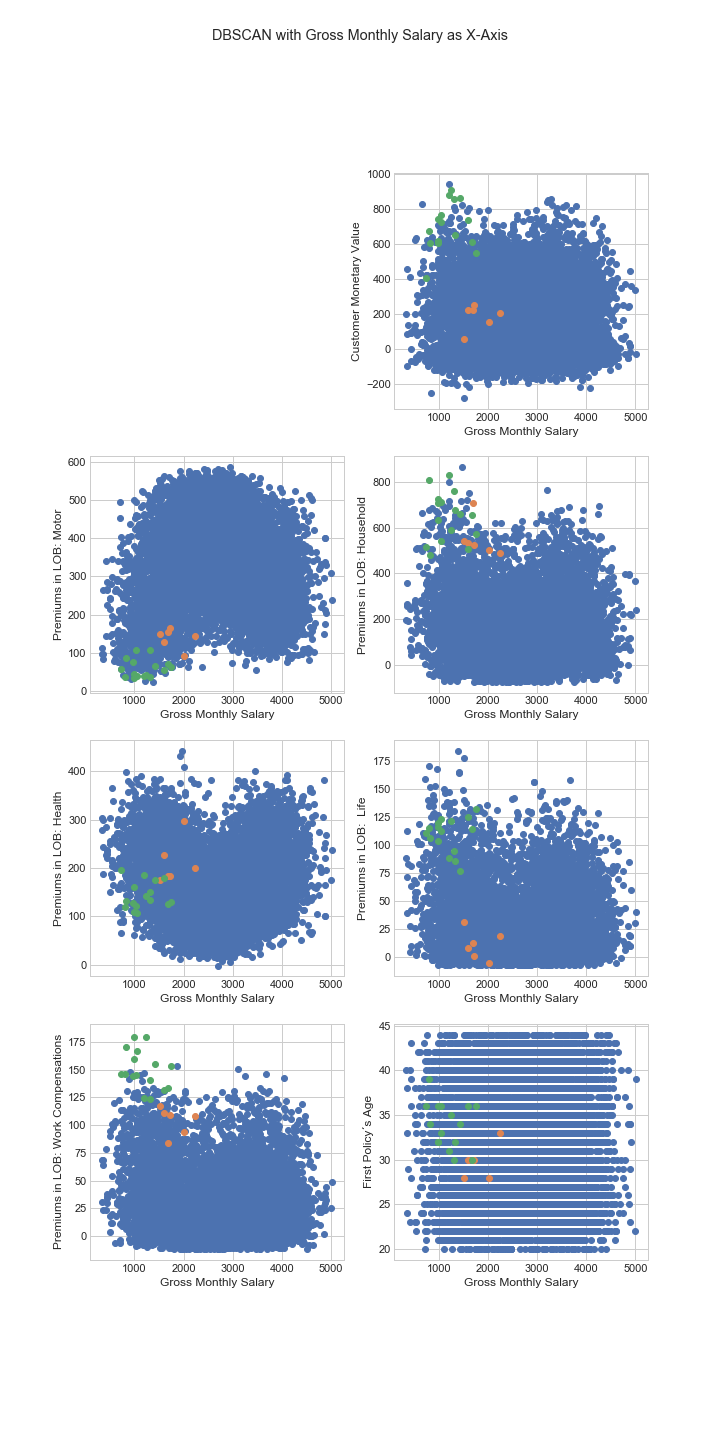 DBSCAN with Gross Monthly Salary as X-Axis
1000
800
600
400
200
0
−200
Customer Monetary Value
1000 2000 3000 4000 5000
Gross Monthly Salary
600
500
400
300
200
100
0
Premiums in LOB: Motor
1000 2000 3000 4000 5000
Gross Monthly Salary
800
600
400
200
0
Premiums in LOB: Household
1000 2000 3000 4000 5000
Gross Monthly Salary
400
300
200
100
0
Premiums in LOB: Health
1000 2000 3000 4000 5000
Gross Monthly Salary
175
150
125
100
75
50
25
0
Premiums in LOB: Life
1000 2000 3000 4000 5000
Gross Monthly Salary
175
150
125
100
75
50
25
0
Premiums in LOB: Work Compensations
1000 2000 3000 4000 5000
Gross Monthly Salary
45
40
35
30
25
20
First Policy´s Age
1000 2000 3000 4000 5000
Gross Monthly Salary